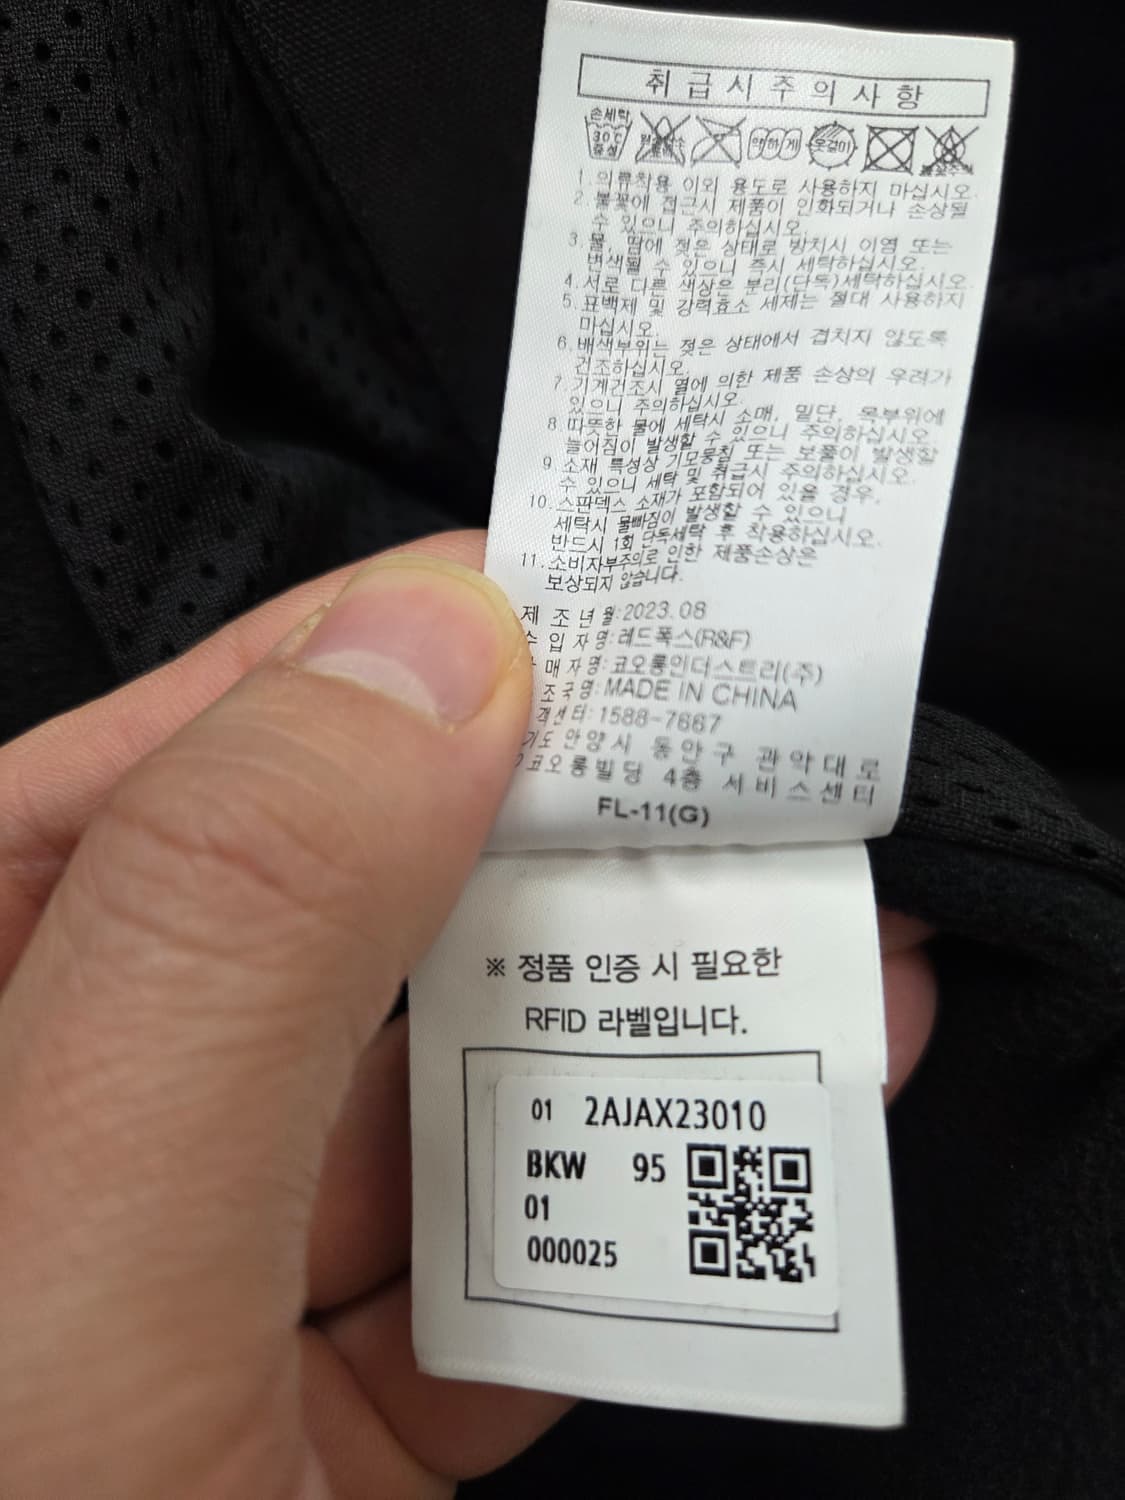 취급시주의사항
손세탁
30℃
중성
약하게
옷걸이
1. 의류착용 이외 용도로 사용하지 마십시오.
2. 불꽃에 접근시 제품이 인화되거나 손상될
수 있으니 주의하십시오.
3. 물, 땀에 젖은 상태로 방치시 이염 또는
변색될 수 있으니 즉시 세탁하십시오.
4. 서로 다른 색상은 분리(단독)세탁하십시오.
5. 표백제 및 강력효소 세제는 절대 사용하지
마십시오.
6. 배색부위는 젖은 상태에서 겹치지 않도록
건조하십시오.
7. 기계건조시 열에 의한 제품 손상의 우려가
있으니 주의하십시오.
8. 따뜻한 물에 세탁시 소매, 밑단, 목부위에
늘어짐이 발생할 수 있으니 주의하십시오.
9. 소재 특성상 기모뭉침 또는 보풀이 발생할
수 있으니 세탁 및 취급시 주의하십시오.
10. 스판덱스 소재가 포함되어 있을 경우,
세탁시 물빠짐이 발생할 수 있으니
반드시 1회 단독세탁 후 착용하십시오.
11. 소비자부주의로 인한 제품손상은
보상되지 않습니다.
제조년월:2023.08
수입자명:레드폭스(R&F)
매자명:코오롱인더스트리(주)
조국명:MADE IN CHINA
객센터:1588-7667
기도 안양시 동안구 관악대로
코오롱빌딩 4층 서비스센터
FL-11(G)
※ 정품 인증 시 필요한
RFID 라벨입니다.
01 2AJAX23010
BKW 95
01
000025